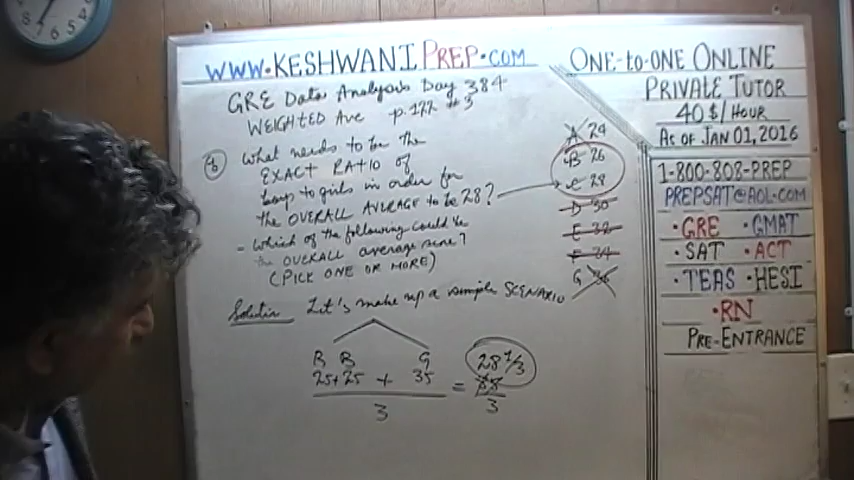 WWW.KESHWANIPREP.COM
GRE Data Analysis Day 384
WEIGHTED AVE p.177 #3
What needs to be the
EXACT RATIO OF
boys to girls in order for
the OVERALL AVERAGE to be 28?
= Which of the following could be
the OVERALL average score?
(PICK ONE OR MORE)
A 24
B 26
C 28
D 30
E 32
F 34
G
Solution Let's make up a simple SCENARIO
B B G
25+25 + 35 =
3 3
28 1/3
ONE-to-ONE ONLINE
PRIVATE TUTOR
40$/HOUR
AS OF JAN 01,2016
1-800-808-PREP
PREPSAT@AOL.COM
•GRE •GMAT
•SAT •ACT
•TEAS •HESI
•RN
PRE-ENTRANCE